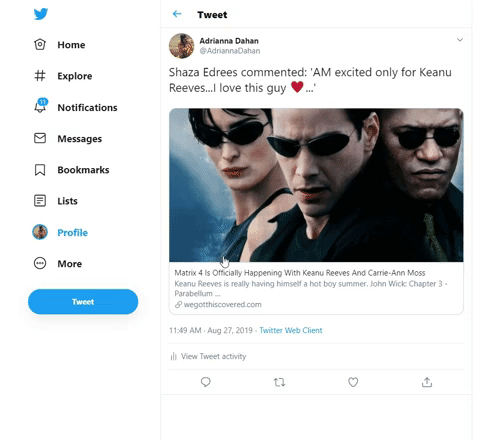 Tweet
Home
Adrianna Dahan
@AdriannaDahan
Shaza Edrees commented: 'AM excited only for Keanu
Reeves...I love this guy ❤️ ...'
Explore
11
Notifications
Messages
Bookmarks
Lists
Profile
More
Tweet
Matrix 4 Is Officially Happening With Keanu Reeves And Carrie-Ann Moss
Keanu Reeves is really having himself a hot boy summer. John Wick: Chapter 3 -
Parabellum ...
wegotthiscovered.com
11:49 AM · Aug 27, 2019 · Twitter Web Client
View Tweet activity